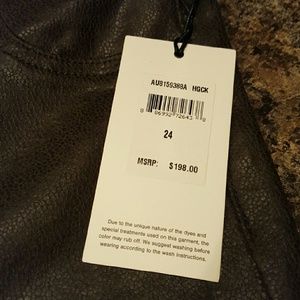 AU8159388A HGCK
24
MSRP: $198.00
Due to the unique nature of the dyes and
special treatments used on this garment, the
color may rub off. We suggest washing before
wearing according to the wash instructions.